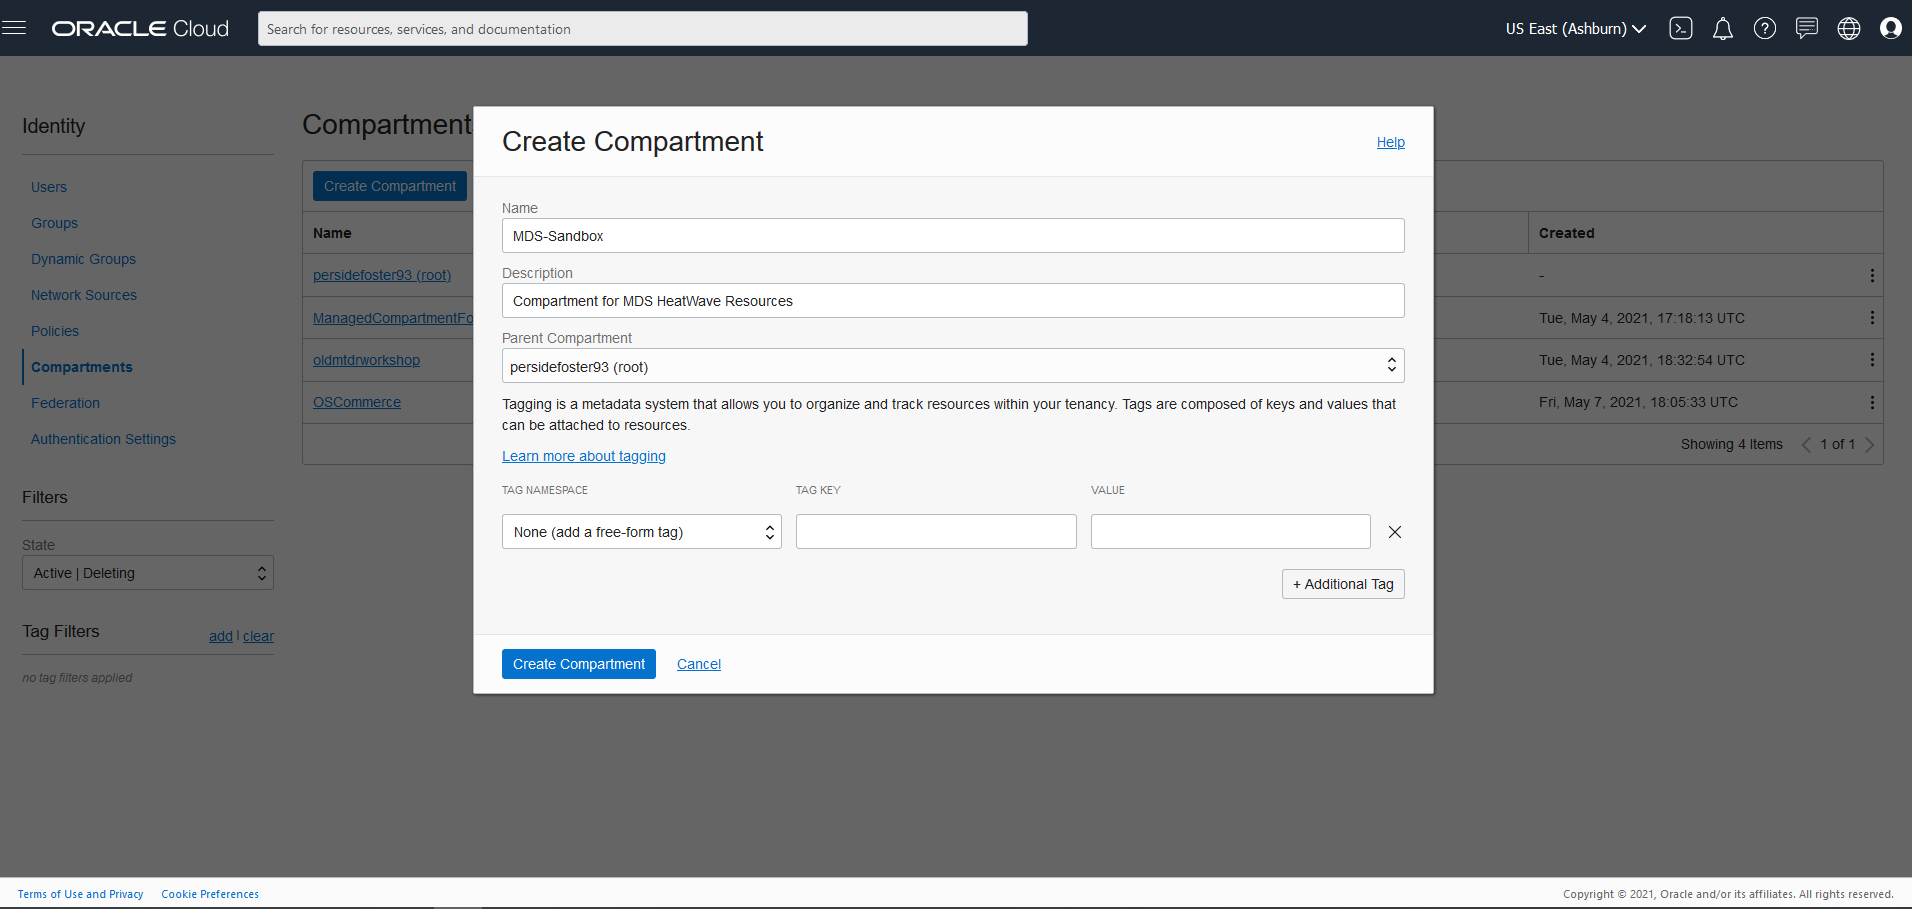 ORACLE Cloud
Search for resources, services, and documentation
US East (Ashburn)
Identity
Users
Groups
Dynamic Groups
Network Sources
Policies
Compartments
Federation
Authentication Settings
Filters
State
Active | Deleting
Tag Filters
add | clear
no tag filters applied
Compartment
Create Compartment
Name
Created
persidefoster93 (root)
-
ManagedCompartmentFo
Tue, May 4, 2021, 17:18:13 UTC
oldmtdrworkshop
Tue, May 4, 2021, 18:32:54 UTC
OSCommerce
Fri, May 7, 2021, 18:05:33 UTC
Showing 4 Items
1 of 1
Create Compartment
Help
Name
MDS-Sandbox
Description
Compartment for MDS HeatWave Resources
Parent Compartment
persidefoster93 (root)
Tagging is a metadata system that allows you to organize and track resources within your tenancy. Tags are composed of keys and values that
can be attached to resources.
Learn more about tagging
TAG NAMESPACE TAG KEY VALUE
None (add a free-form tag)
+ Additional Tag
Create Compartment Cancel
Terms of Use and Privacy Cookie Preferences
Copyright © 2021, Oracle and/or its affiliates. All rights reserved.